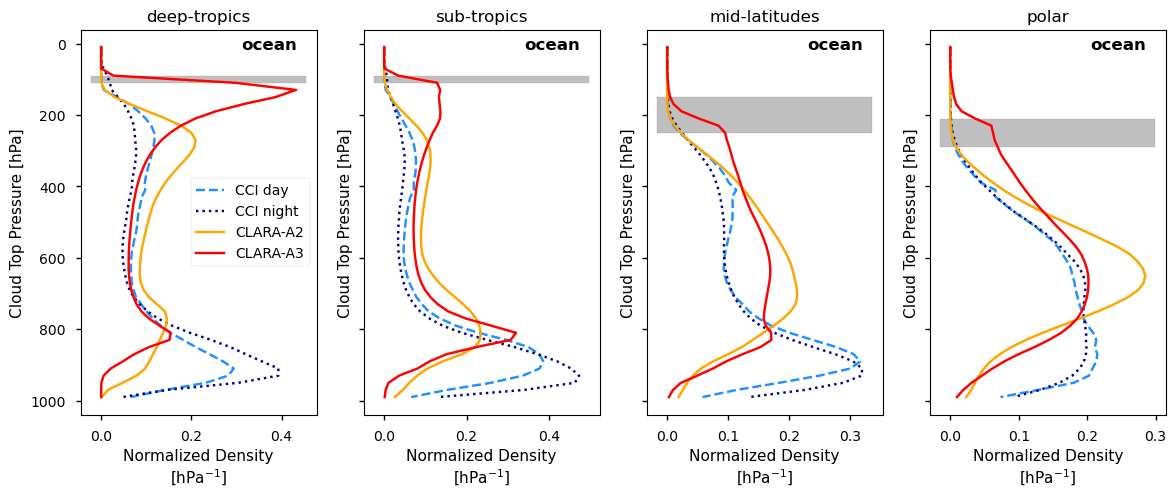 deep-tropics
sub-tropics
mid-latitudes
polar
ocean
ocean
ocean
ocean
0
200
400
600
800
1000
Cloud Top Pressure [hPa]
Cloud Top Pressure [hPa]
Cloud Top Pressure [hPa]
Cloud Top Pressure [hPa]
CCI day
CCI night
CLARA-A2
CLARA-A3
0.0 0.2 0.4
0.0 0.2 0.4
0.0 0.1 0.2 0.3
0.0 0.1 0.2 0.3
Normalized Density
[hPa⁻¹]
Normalized Density
[hPa⁻¹]
Normalized Density
[hPa⁻¹]
Normalized Density
[hPa⁻¹]